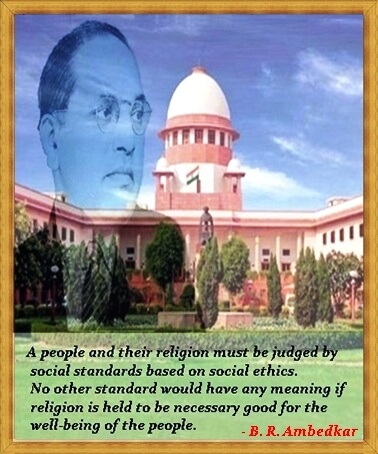 A people and their religion must be judged by
social standards based on social ethics.
No other standard would have any meaning if
religion is held to be necessary good for the
well-being of the people.
- B. R. Ambedkar